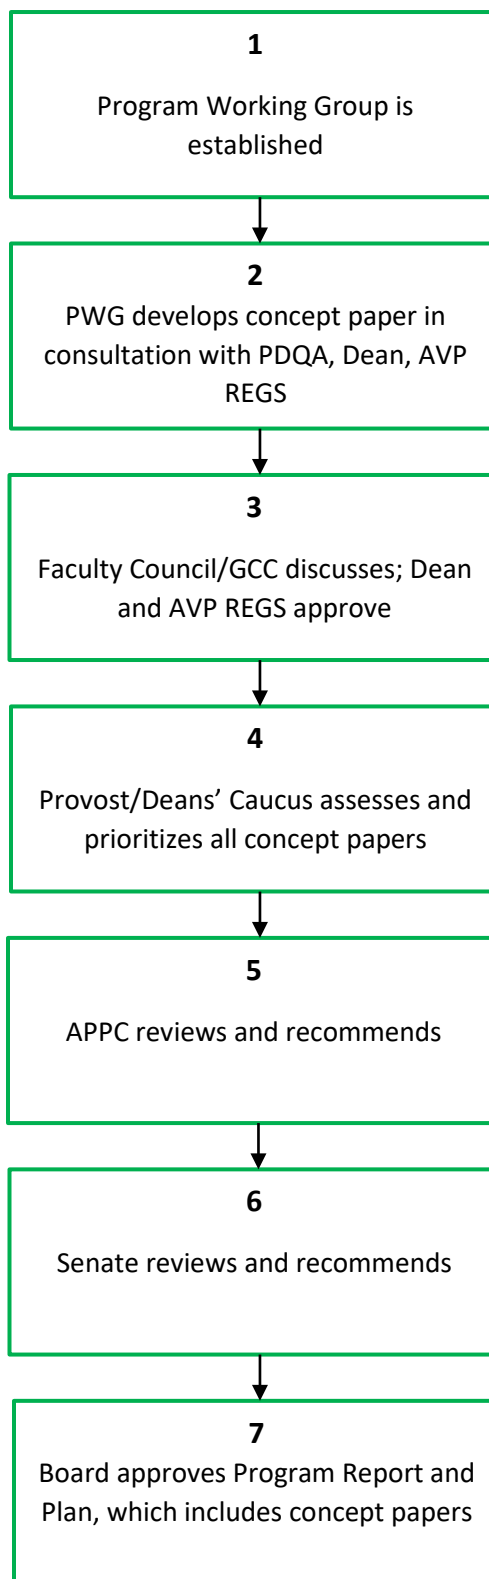 1
Program Working Group is
established
2
PWG develops concept paper in
consultation with PDQA, Dean, AVP
REGS
3
Faculty Council/GCC discusses; Dean
and AVP REGS approve
4
Provost/Deans’ Caucus assesses and
prioritizes all concept papers
5
APPC reviews and recommends
6
Senate reviews and recommends
7
Board approves Program Report and
Plan, which includes concept papers